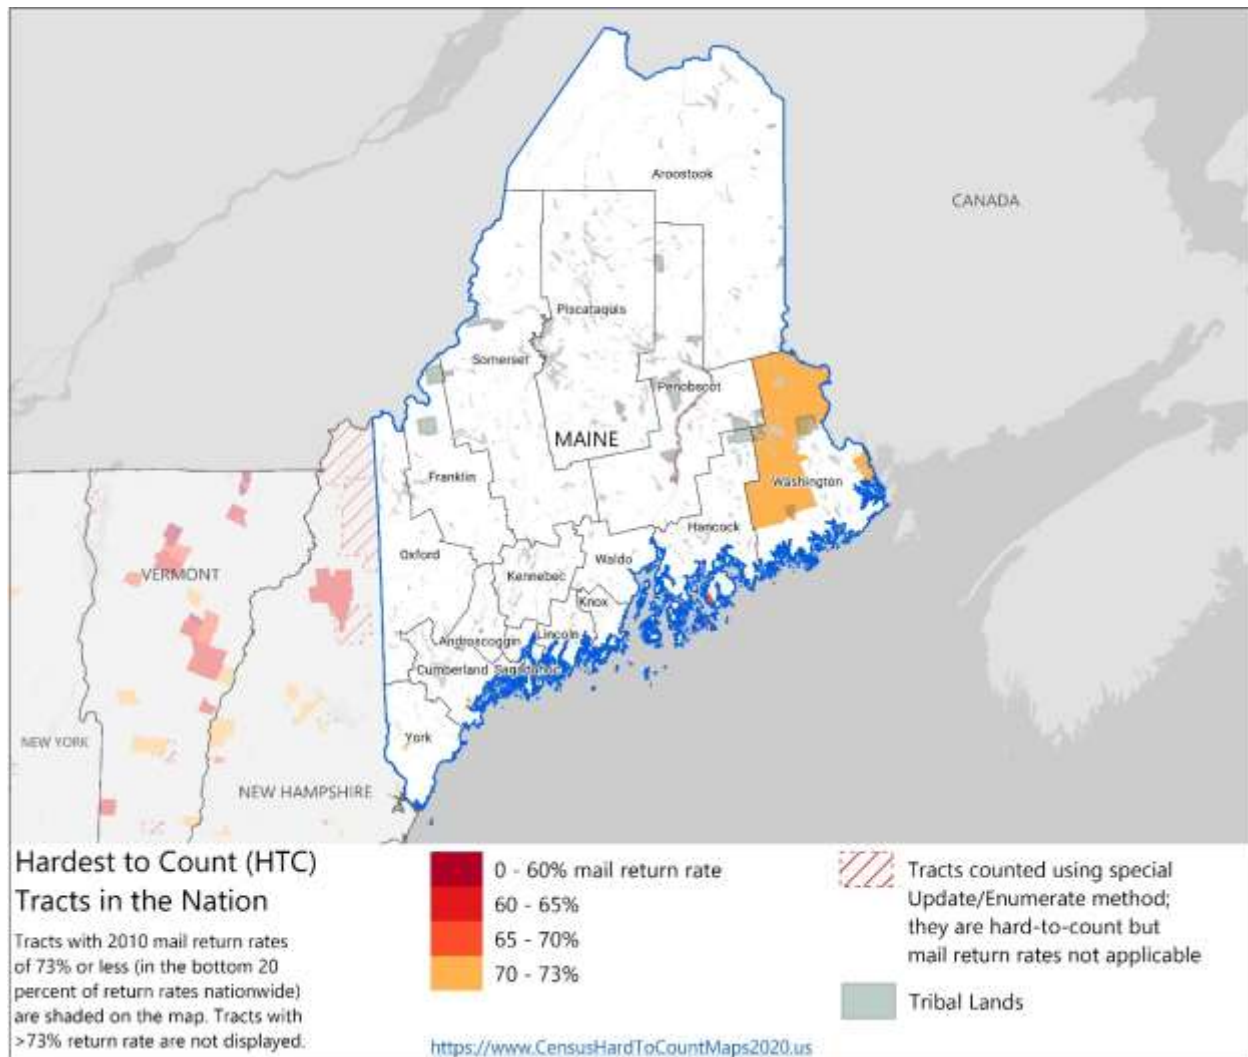 Aroostook
CANADA
Piscataquis
Somerset
Penobscot
MAINE
Franklin
Washington
Hancock
Oxford
Waldo
VERMONT
Kennebec
Knox
Androscoggin
Lincoln
Cumberland
York
NEW YORK
NEW HAMPSHIRE
Hardest to Count (HTC)
Tracts in the Nation
Tracts with 2010 mail return rates
of 73% or less (in the bottom 20
percent of return rates nationwide)
are shaded on the map. Tracts with
>73% return rate are not displayed.
0 - 60% mail return rate
60 - 65%
65 - 70%
70 - 73%
https://www.CensusHardToCountMaps2020.us
Tracts counted using special
Update/Enumerate method;
they are hard-to-count but
mail return rates not applicable
Tribal Lands